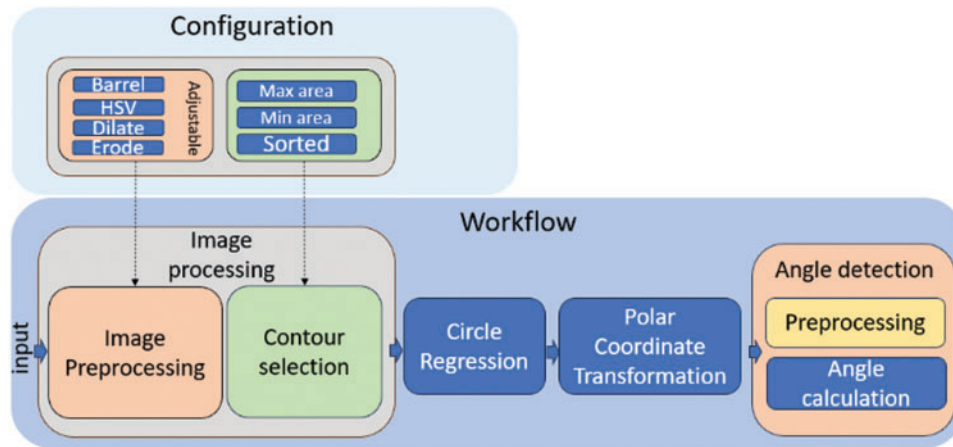 Configuration
Barrel
HSV
Dilate
Erode
Adjustable
Max area
Min area
Sorted
Workflow
input
Image
processing
Image
Preprocessing
Contour
selection
Circle
Regression
Polar
Coordinate
Transformation
Angle detection
Preprocessing
Angle
calculation